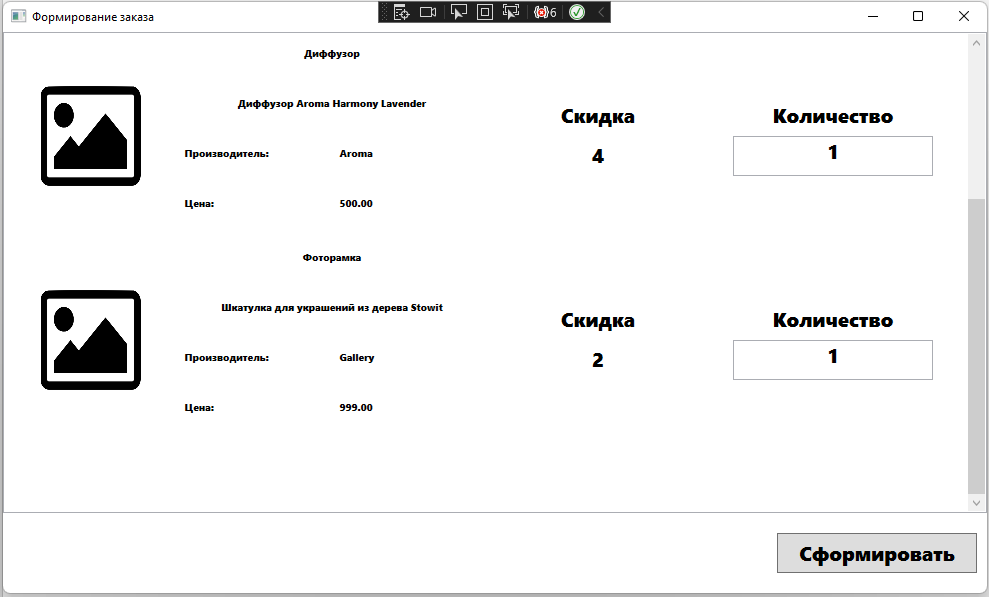 Формирование заказа
6
Диффузор
Диффузор Aroma Harmony Lavender
Производитель: Aroma
Цена: 500.00
Скидка
4
Количество
1
Фоторамка
Шкатулка для украшений из дерева Stowit
Производитель: Gallery
Цена: 999.00
Скидка
2
Количество
1
Сформировать